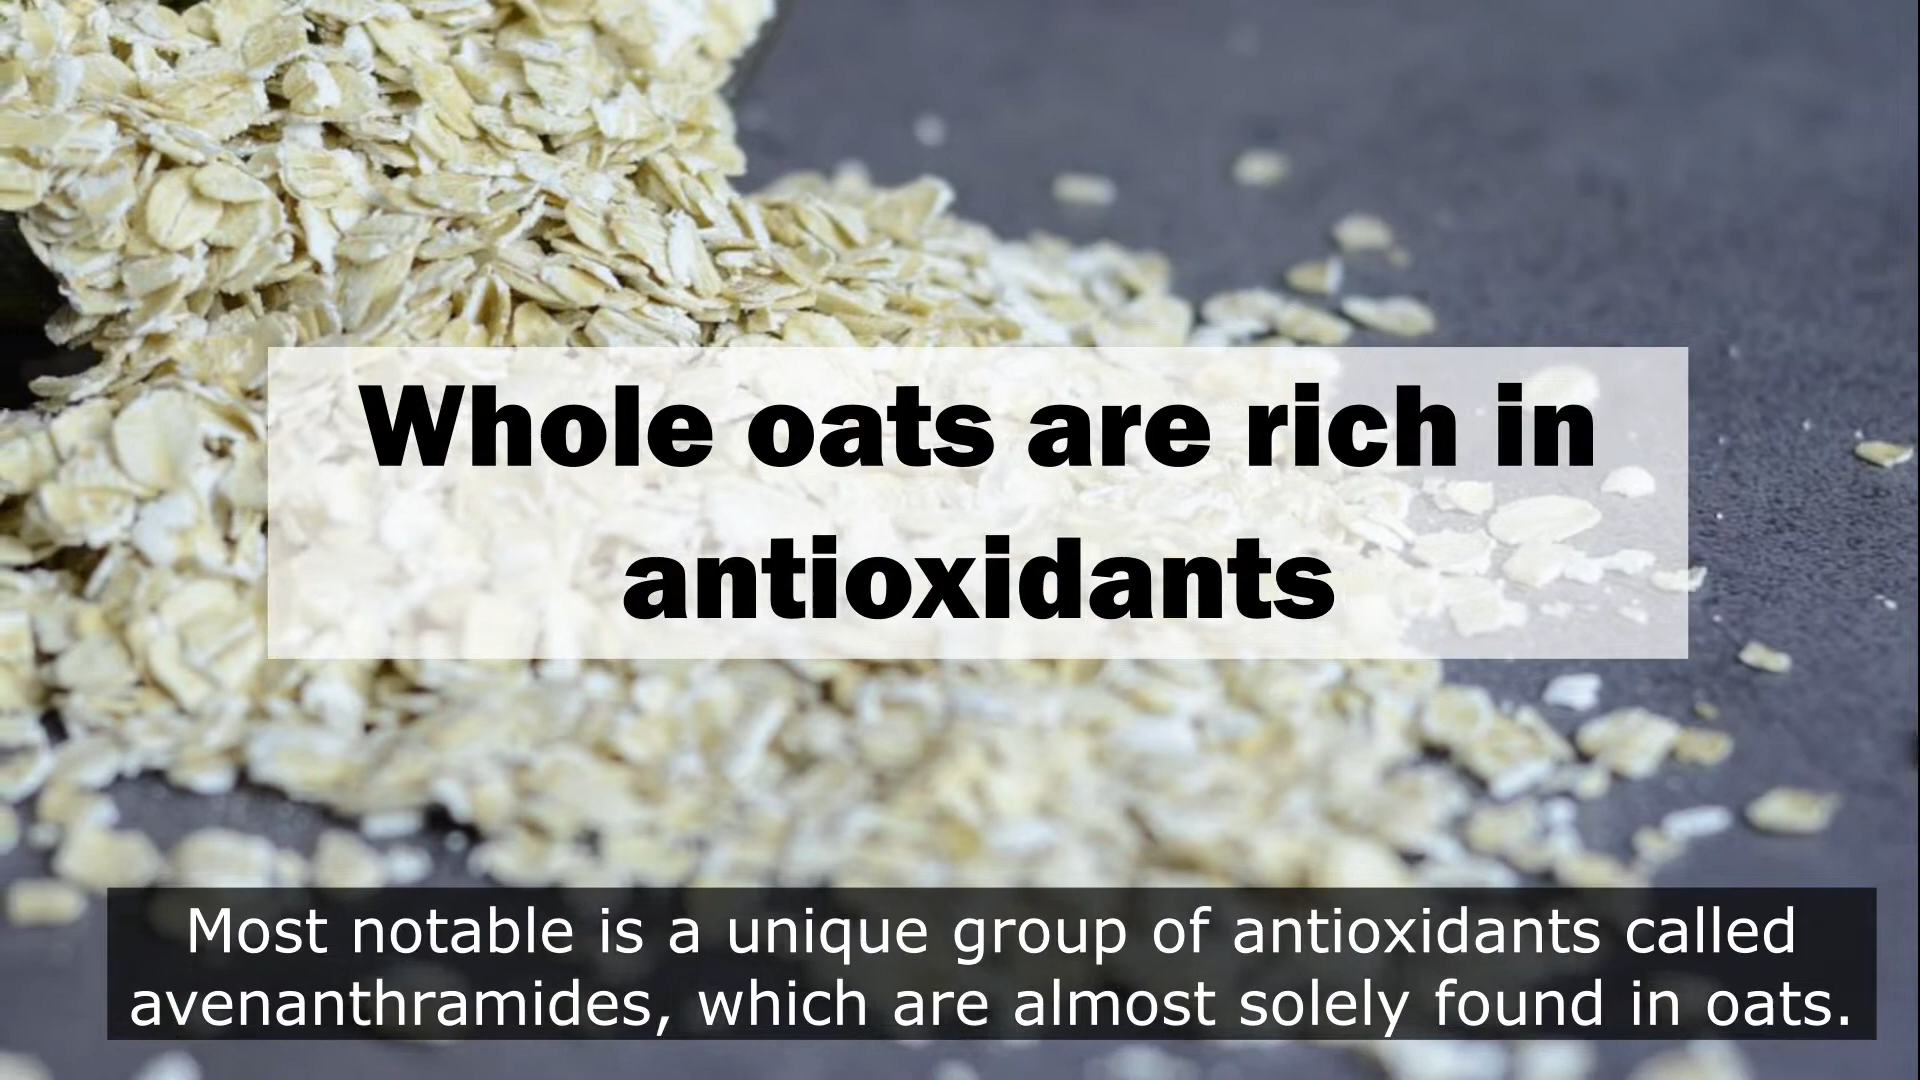 Whole oats are rich in
antioxidants
Most notable is a unique group of antioxidants called
avenanthramides, which are almost solely found in oats.